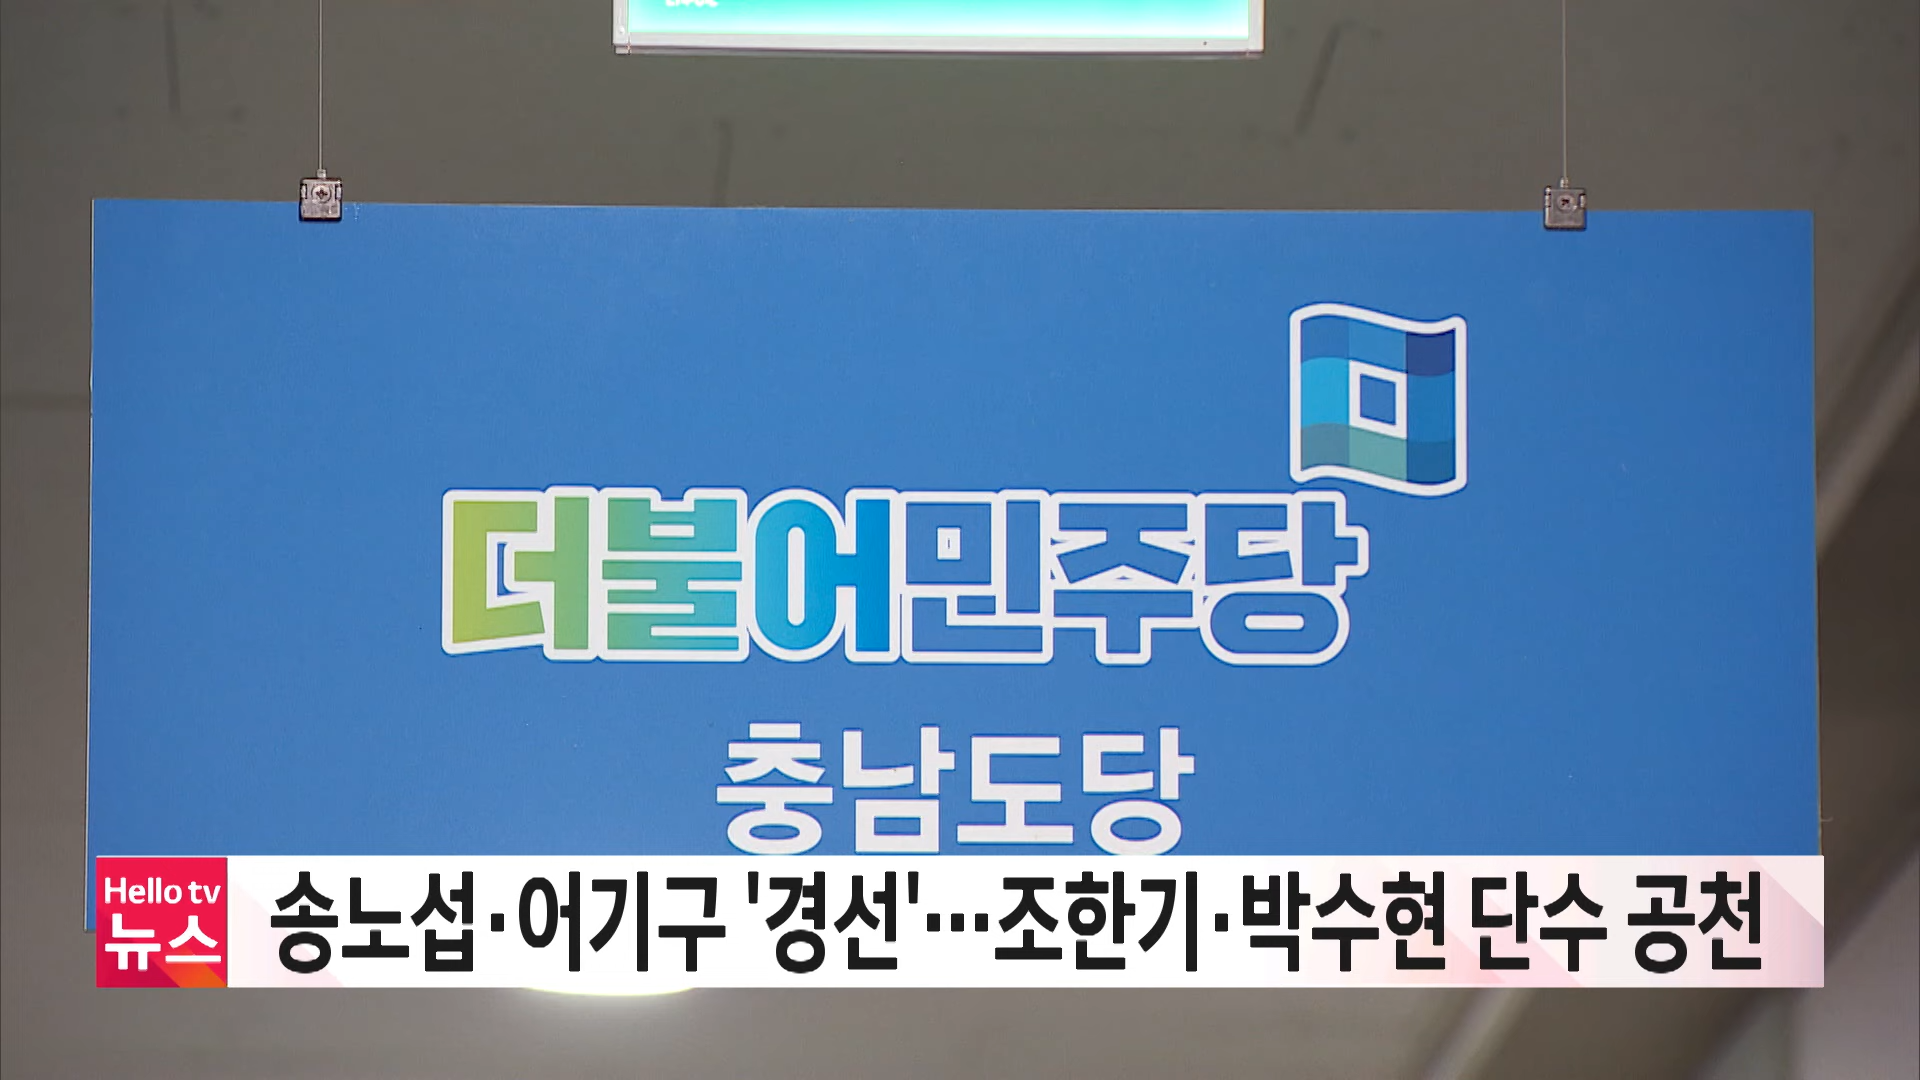 더불어민주당
충남도당
Hello tv
뉴스
송노섭·어기구 '경선'…조한기·박수현 단수 공천